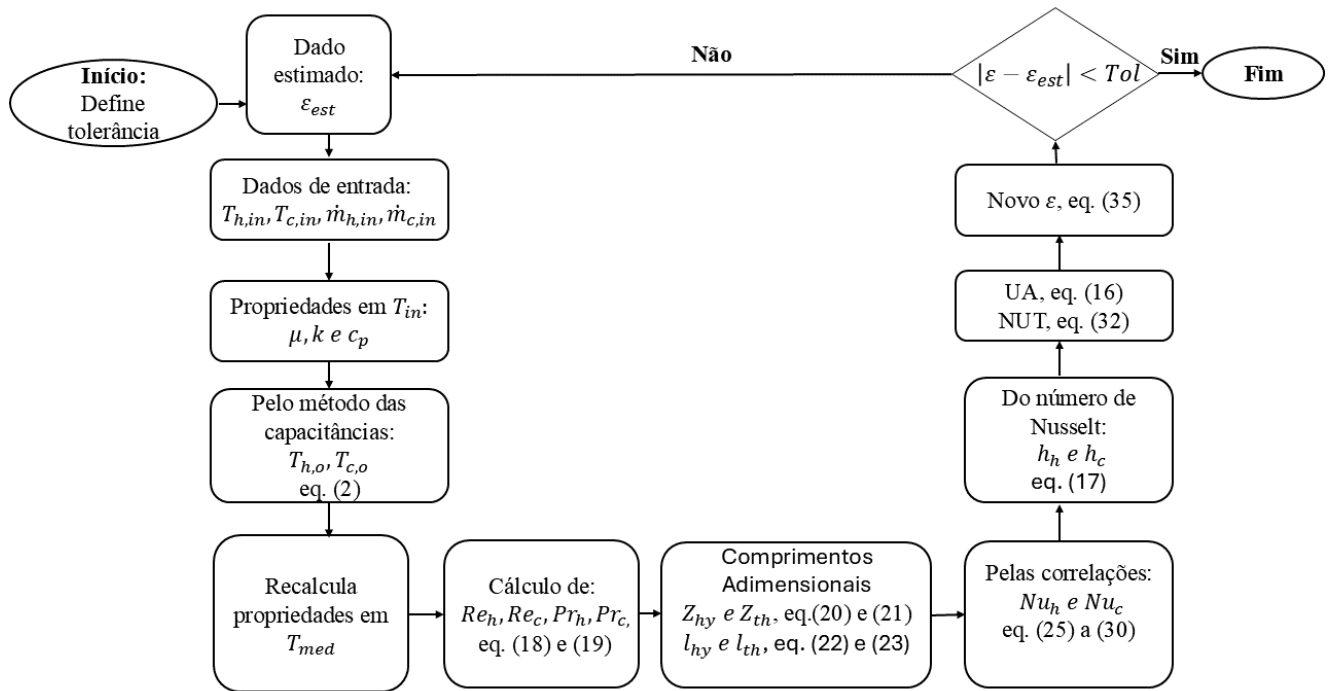 Início:
Define
tolerância
Dado
estimado:
ε_est
Dados de entrada:
T_h,in, T_c,in, ṁ_h,in, ṁ_c,in
Propriedades em T_in:
μ, k e c_p
Pelo método das
capacitâncias:
T_h,o, T_c,o
eq. (2)
Recalcula
propriedades em
T_med
Cálculo de:
Re_h, Re_c, Pr_h, Pr_c,
eq. (18) e (19)
Comprimentos
Adimensionais
Z_hy e Z_th, eq.(20) e (21)
l_hy e l_th, eq. (22) e (23)
Pelas correlações:
Nu_h e Nu_c
eq. (25) a (30)
Do número de
Nusselt:
h_h e h_c
eq. (17)
UA, eq. (16)
NUT, eq. (32)
Novo ε, eq. (35)
|ε − ε_est| < Tol
Não
Sim
Fim